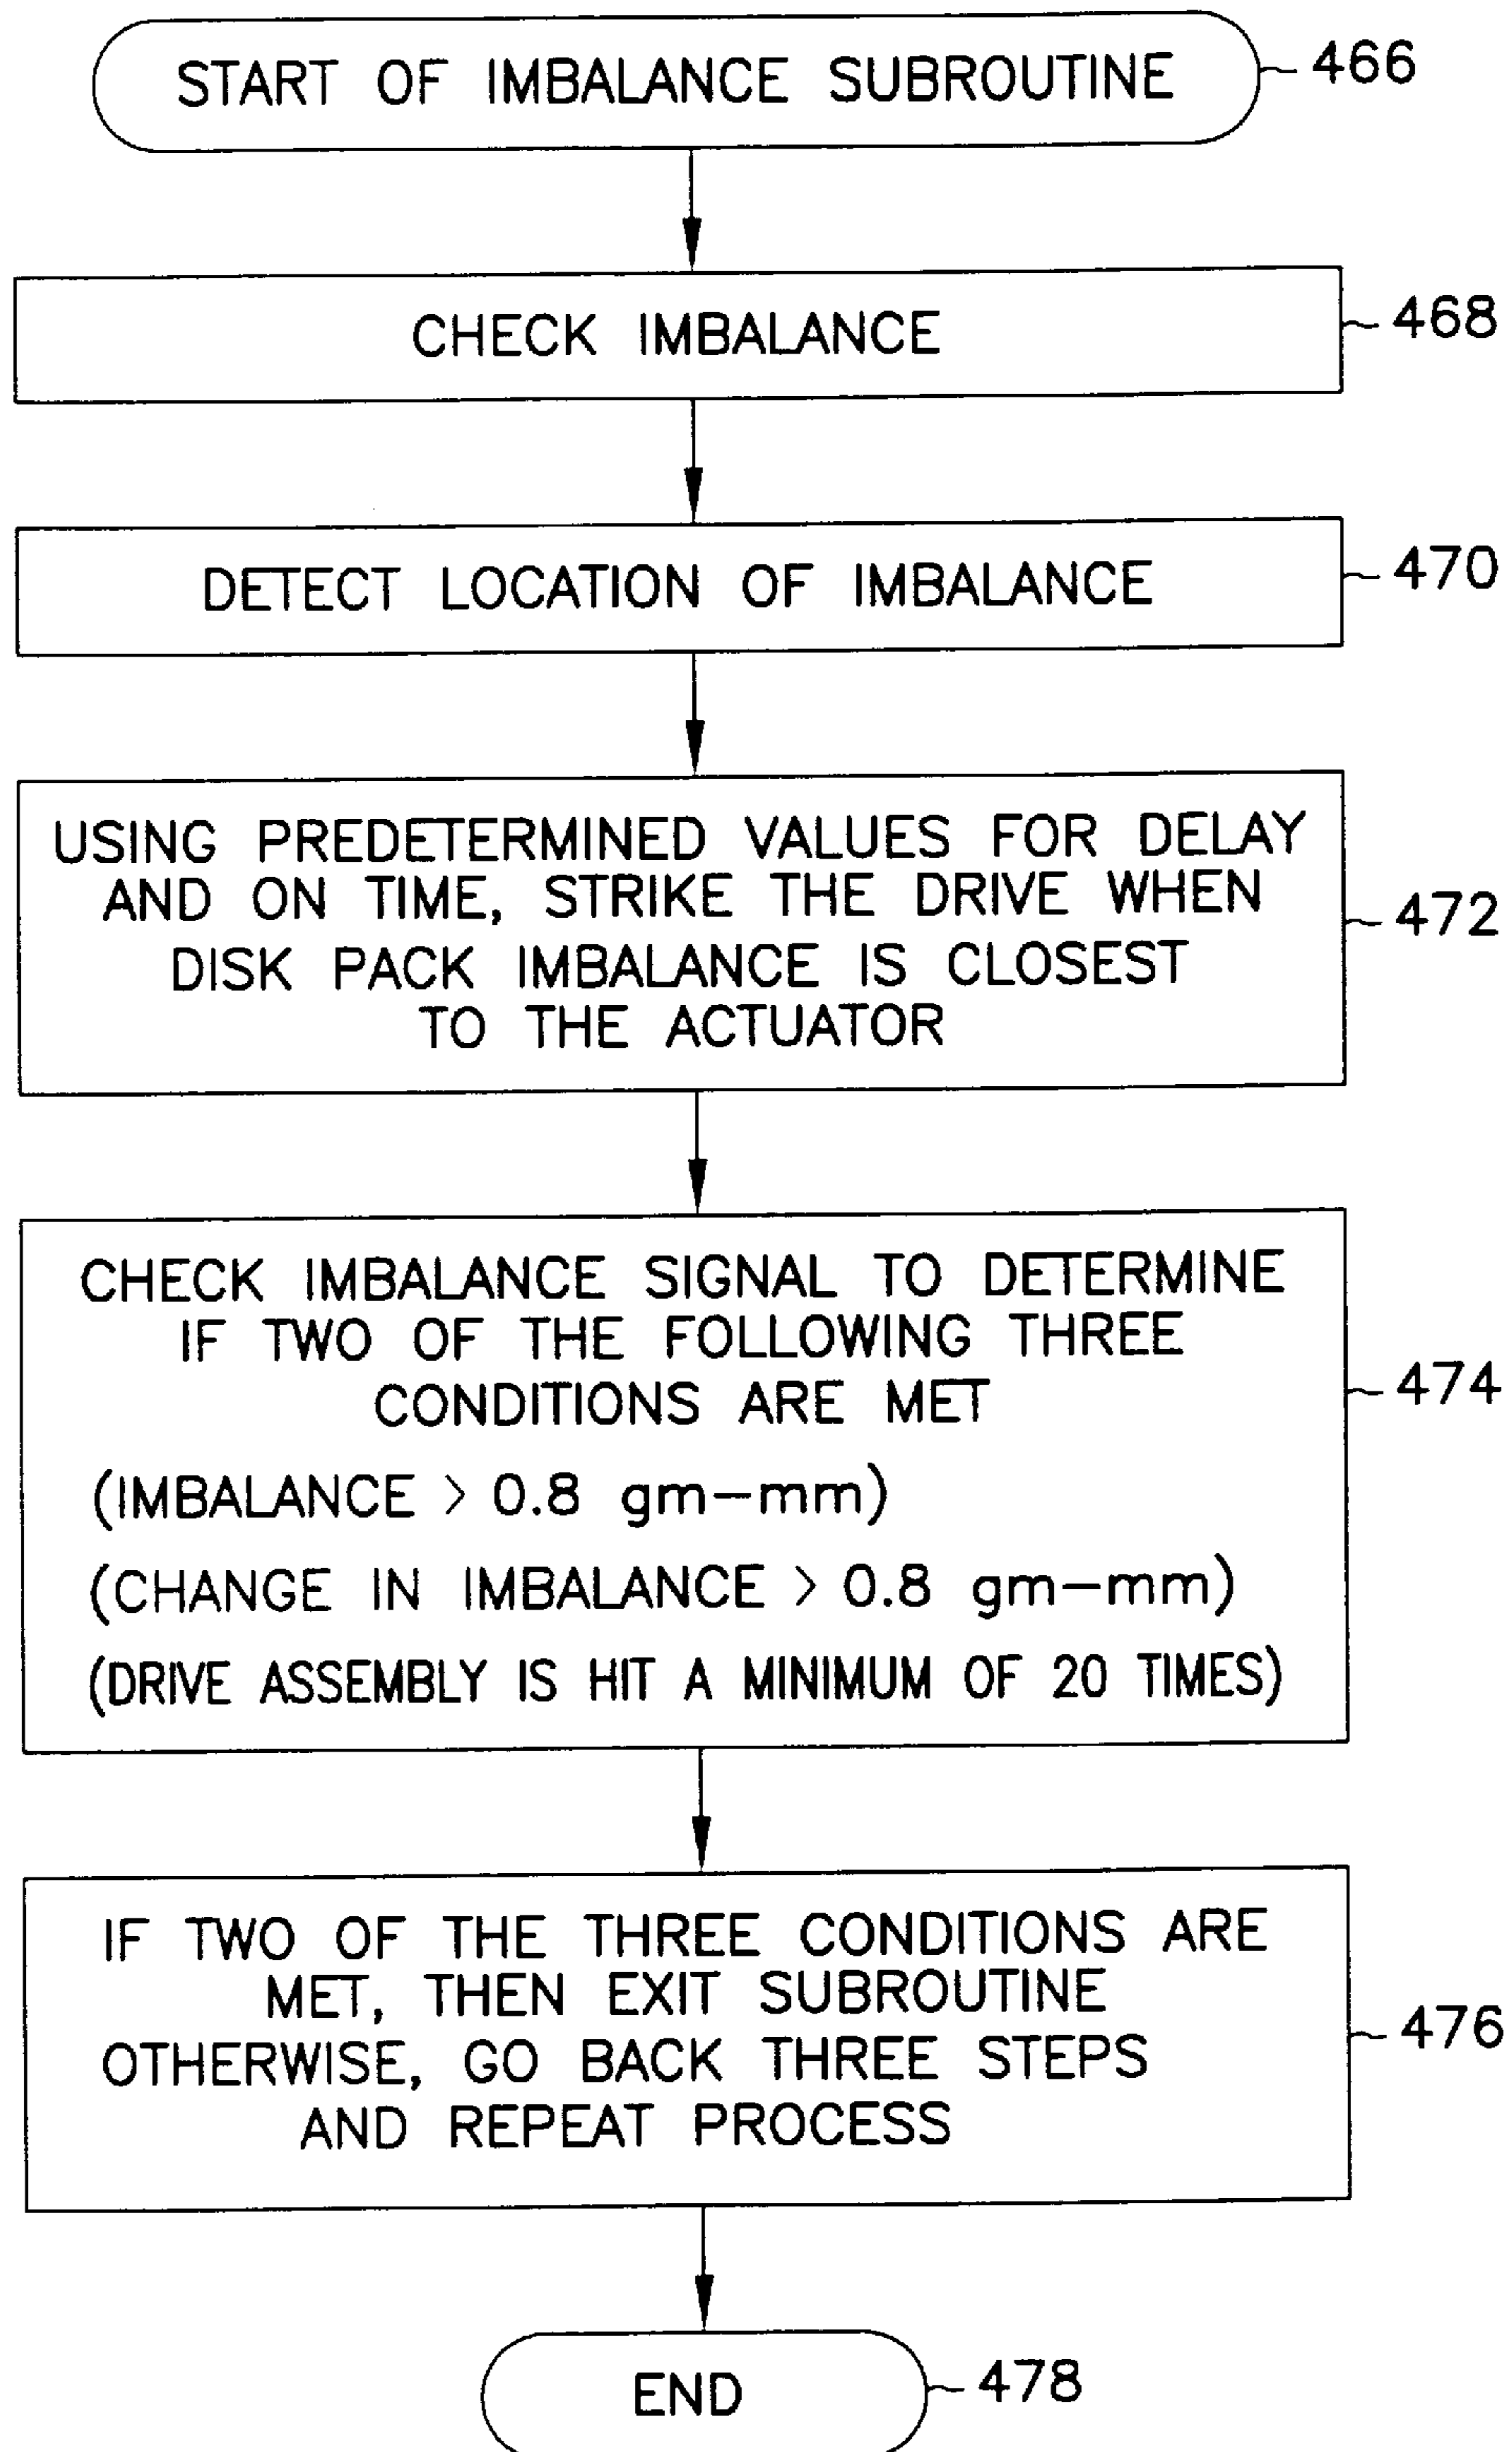 START OF IMBALANCE SUBROUTINE 466
CHECK IMBALANCE 468
DETECT LOCATION OF IMBALANCE 470
USING PREDETERMINED VALUES FOR DELAY
AND ON TIME, STRIKE THE DRIVE WHEN
DISK PACK IMBALANCE IS CLOSEST
TO THE ACTUATOR
472
CHECK IMBALANCE SIGNAL TO DETERMINE
IF TWO OF THE FOLLOWING THREE
CONDITIONS ARE MET
(IMBALANCE > 0.8 gm-mm)
(CHANGE IN IMBALANCE > 0.8 gm-mm)
(DRIVE ASSEMBLY IS HIT A MINIMUM OF 20 TIMES)
474
IF TWO OF THE THREE CONDITIONS ARE
MET, THEN EXIT SUBROUTINE
OTHERWISE, GO BACK THREE STEPS
AND REPEAT PROCESS
476
END 478